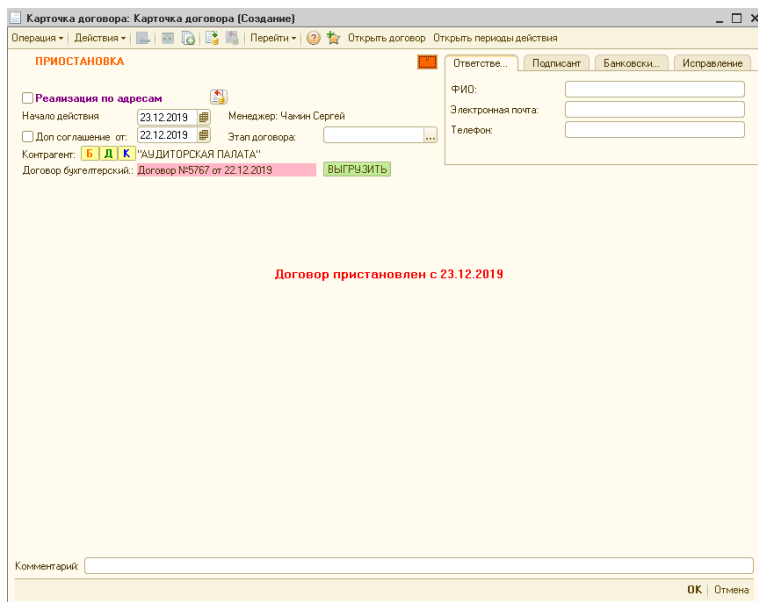 Карточка договора: Карточка договора (Создание)
Операция Действия Перейти Открыть договор Открыть периоды действия
ПРИОСТАНОВКА
Ответстве... Подписант Банковски... Исправление
ФИО:
Реализация по адресам
Электронная почта:
Начало действия 23.12.2019 Менеджер: Чамин Сергей
Телефон:
Доп соглашение от: 22.12.2019 Этап договора: ...
Контрагент: Б Д К "АУДИТОРСКАЯ ПАЛАТА"
Договор бухгелтерский.: Договор №5767 от 22.12.2019 ВЫГРУЗИТЬ
Договор пристановлен с 23.12.2019
Комментарий:
OK Отмена